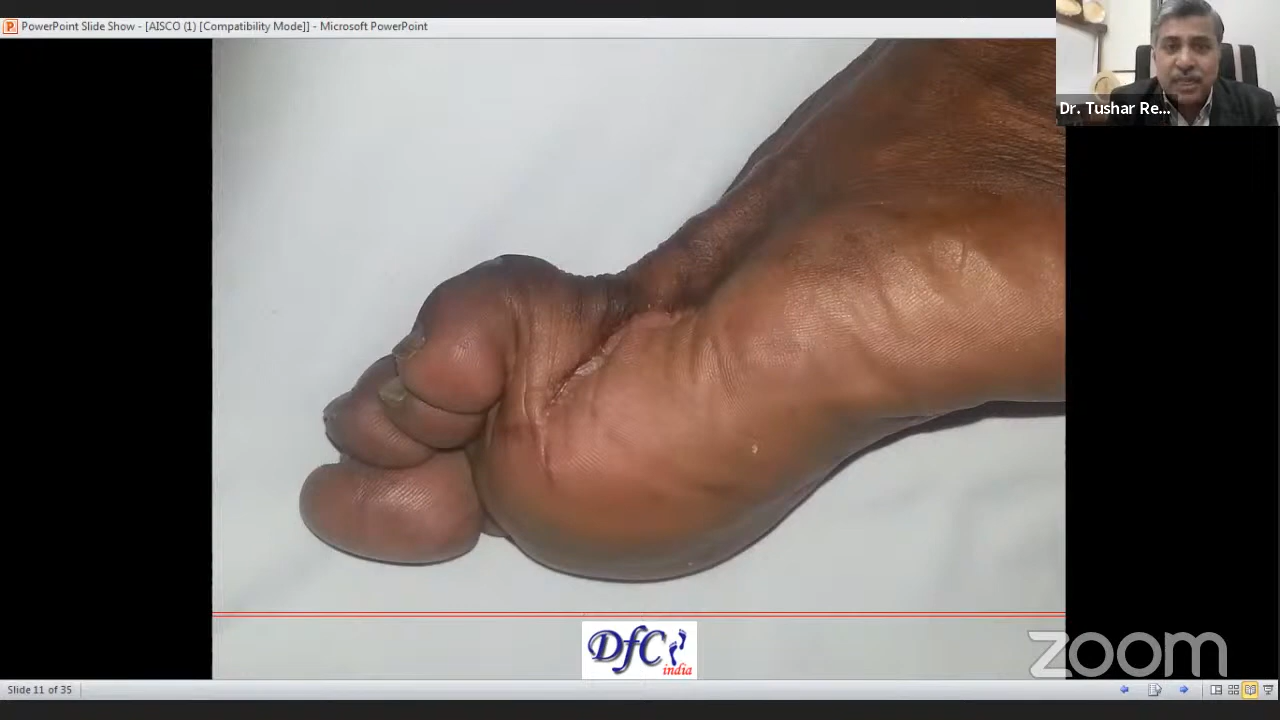 PowerPoint Slide Show - [AISCO (1) [Compatibility Mode]] - Microsoft PowerPoint
Dr. Tushar Re...
DfC
india
zoom
Slide 11 of 35